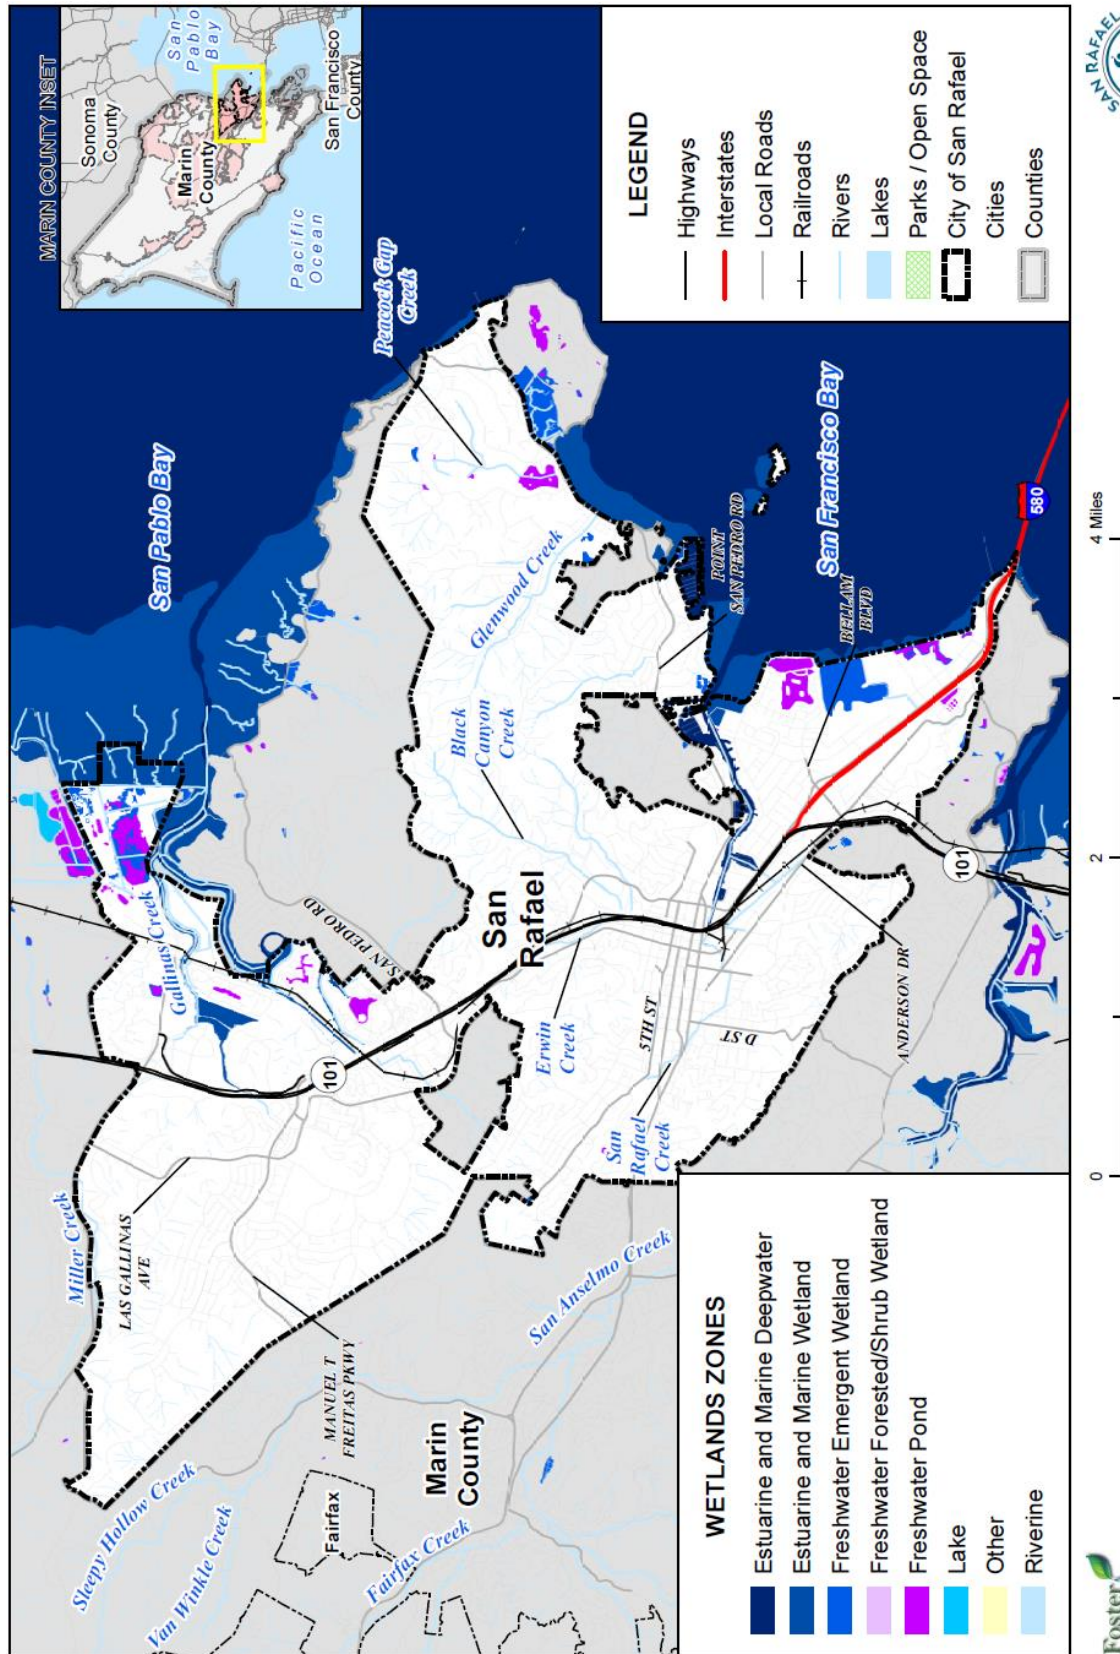 MARIN COUNTY INSET
Sonoma
County
San
Pablo
Bay
Marin
County
Pacific
Ocean
San Francisco
County
San Pablo Bay
Peacock Gap
Creek
Miller Creek
LAS GALLINAS
AVE
Gallinas Creek
101
SAN PEDRO RD
MANUEL T
FREITAS PKWY
Sleepy Hollow Creek
Van Winkle Creek
Fairfax
Fairfax Creek
Marin
County
San Anselmo Creek
San
Rafael
Black
Canyon
Creek
Glenwood Creek
Erwin
Creek
5TH ST
San
Rafael
Creek
D ST
POINT
SAN PEDRO RD
San Francisco Bay
BELLAM
BLVD
ANDERSON DR
101
580
WETLANDS ZONES
Estuarine and Marine Deepwater
Estuarine and Marine Wetland
Freshwater Emergent Wetland
Freshwater Forested/Shrub Wetland
Freshwater Pond
Lake
Other
Riverine
LEGEND
Highways
Interstates
Local Roads
Railroads
Rivers
Lakes
Parks / Open Space
City of San Rafael
Cities
Counties
0
2
4 Miles
Foster
SAN RAFAEL